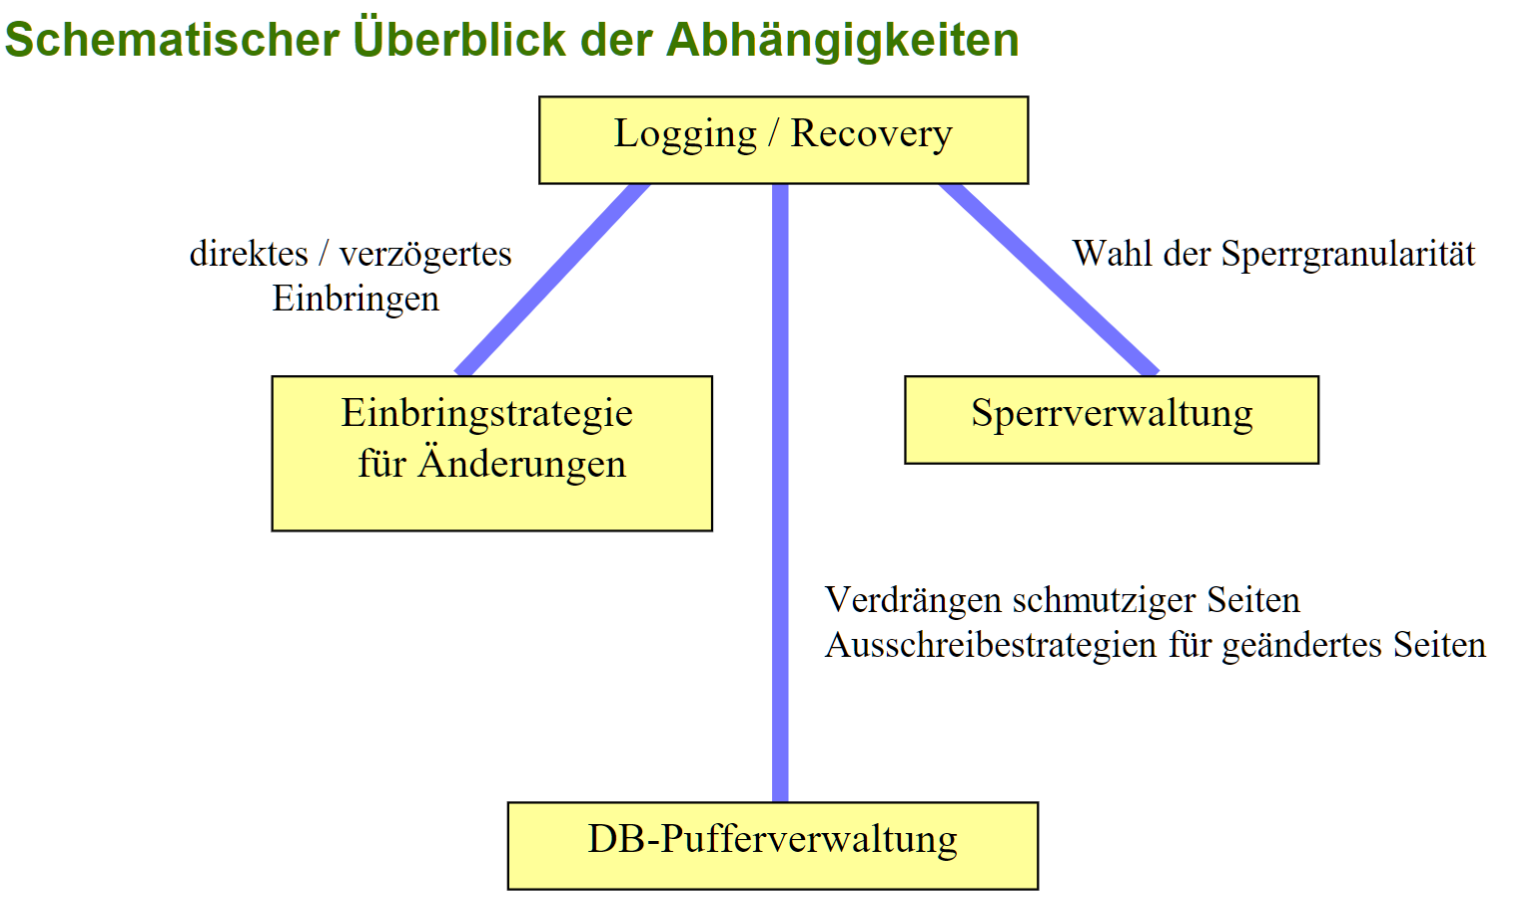 Schematischer Überblick der Abhängigkeiten
Logging / Recovery
direktes / verzögertes
Einbringen
Wahl der Sperrgranularität
Einbringstrategie
für Änderungen
Sperrverwaltung
Verdrängen schmutziger Seiten
Ausschreibestrategien für geändertes Seiten
DB-Pufferverwaltung